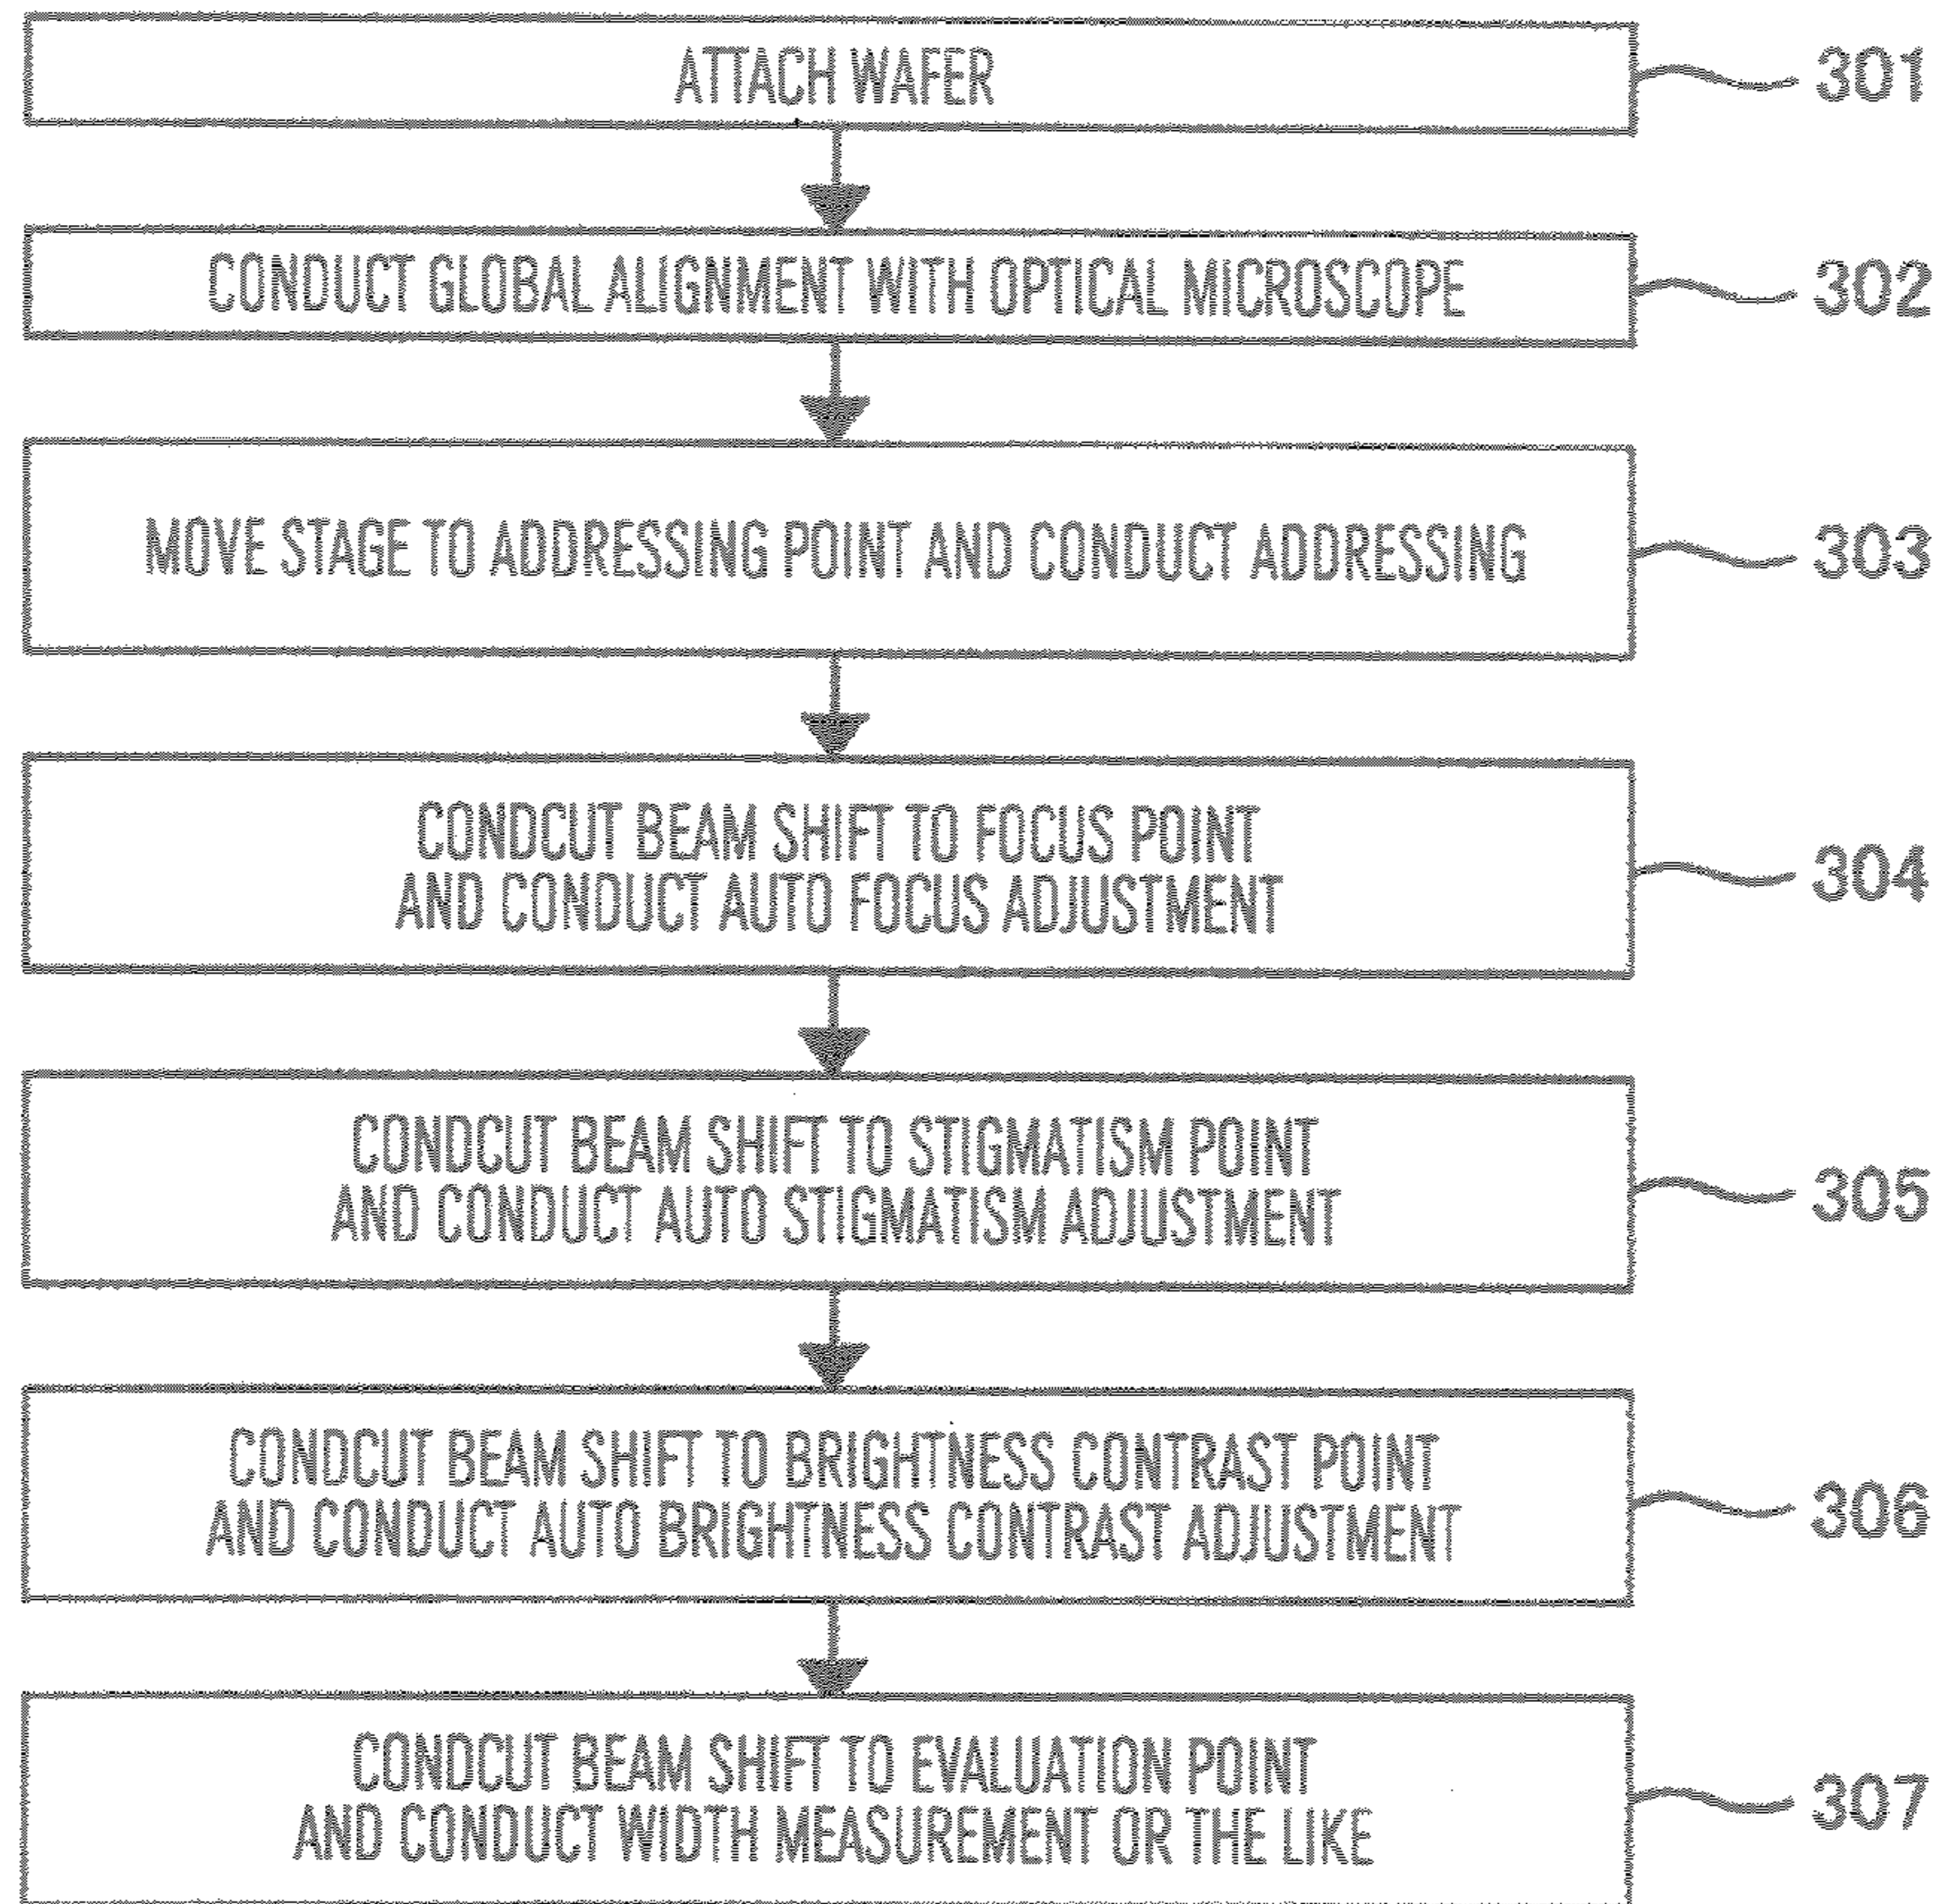 ATTACH WAFER
301
CONDUCT GLOBAL ALIGNMENT WITH OPTICAL MICROSCOPE
302
MOVE STAGE TO ADDRESSING POINT AND CONDUCT ADDRESSING
303
CONDCUT BEAM SHIFT TO FOCUS POINT
AND CONDUCT AUTO FOCUS ADJUSTMENT
304
CONDCUT BEAM SHIFT TO STIGMATISM POINT
AND CONDUCT AUTO STIGMATISM ADJUSTMENT
305
CONDCUT BEAM SHIFT TO BRIGHTNESS CONTRAST POINT
AND CONDUCT AUTO BRIGHTNESS CONTRAST ADJUSTMENT
306
CONDCUT BEAM SHIFT TO EVALUATION POINT
AND CONDUCT WIDTH MEASUREMENT OR THE LIKE
307